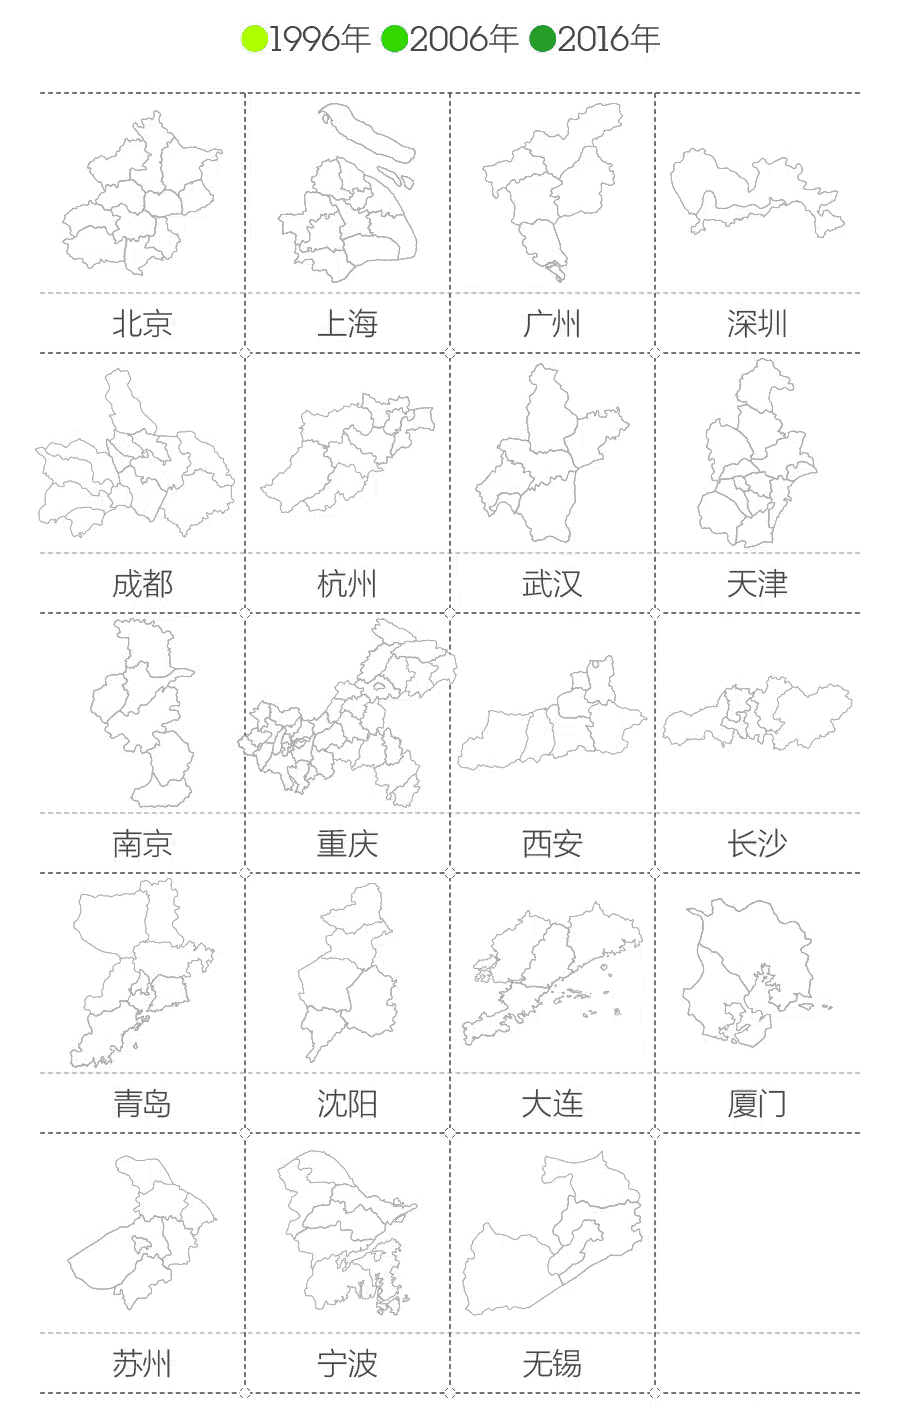 1996年 2006年 2016年
北京 上海 广州 深圳
成都 杭州 武汉 天津
南京 重庆 西安 长沙
青岛 沈阳 大连 厦门
苏州 宁波 无锡